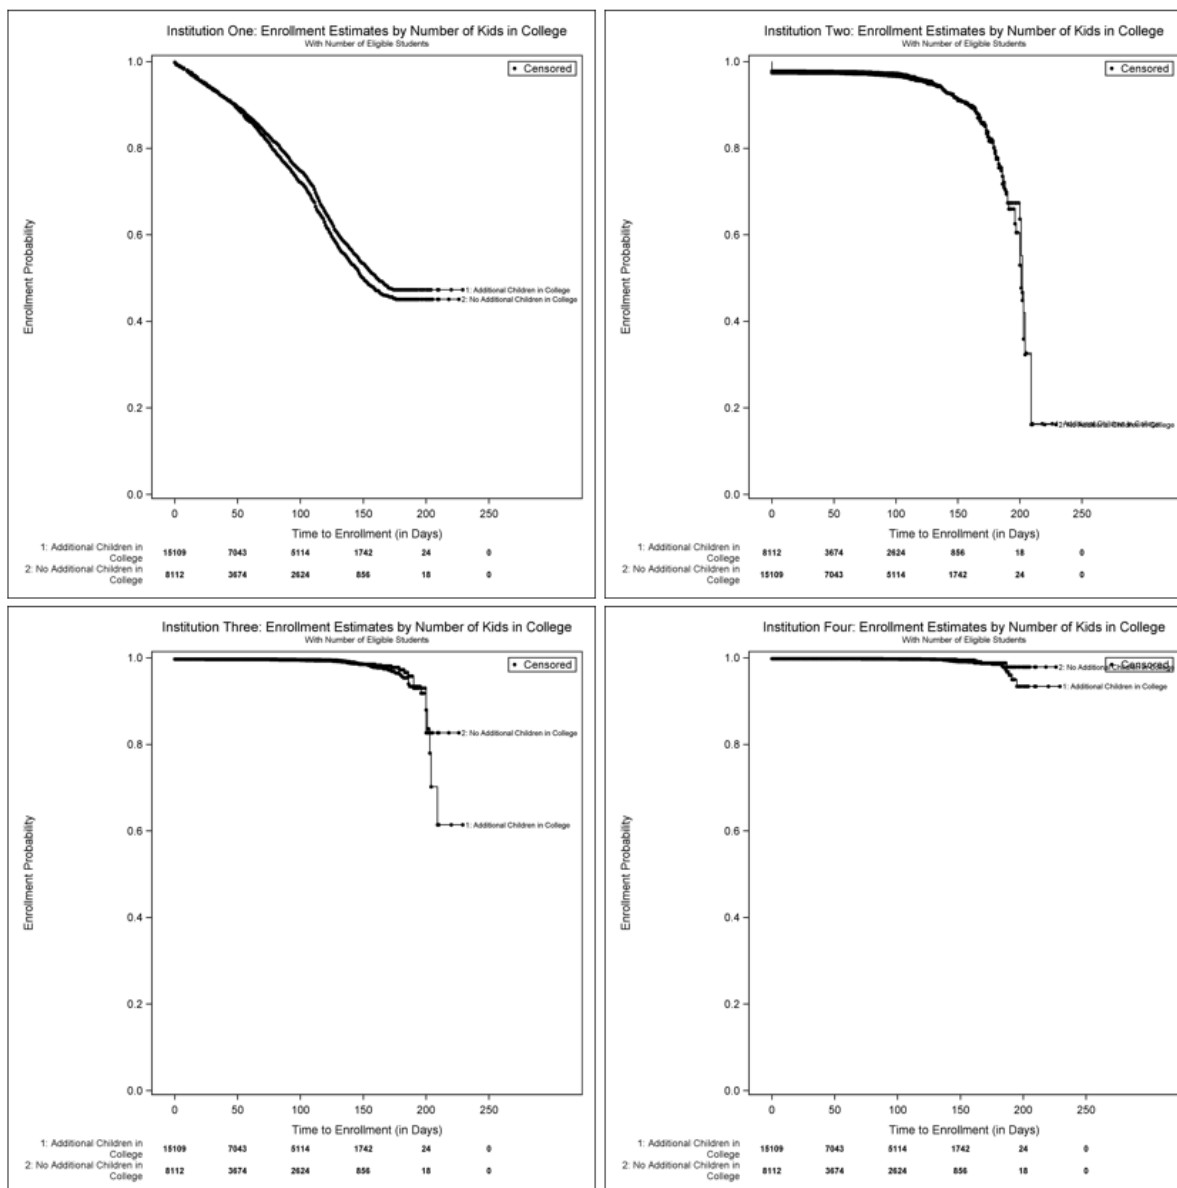 Institution One: Enrollment Estimates by Number of Kids in College
With Number of Eligible Students
1.0
Censored
0.8
Enrollment Probability
0.6
1: Additional Children in College
2: No Additional Children in College
0.4
0.2
0.0
0 50 100 150 200 250
Time to Enrollment (in Days)
1: Additional Children in
College 15109 7043 5114 1742 24 0
2: No Additional Children in
College 8112 3674 2624 856 18 0
Institution Two: Enrollment Estimates by Number of Kids in College
With Number of Eligible Students
1.0
Censored
0.8
Enrollment Probability
0.6
0.4
0.2
0.0
0 50 100 150 200 250
Time to Enrollment (in Days)
1: Additional Children in
College 8112 3674 2624 856 18 0
2: No Additional Children in
College 15109 7043 5114 1742 24 0
Institution Three: Enrollment Estimates by Number of Kids in College
With Number of Eligible Students
1.0
Censored
0.8
2: No Additional Children in College
Enrollment Probability
0.6
1: Additional Children in College
0.4
0.2
0.0
0 50 100 150 200 250
Time to Enrollment (in Days)
1: Additional Children in
College 15109 7043 5114 1742 24 0
2: No Additional Children in
College 8112 3674 2624 856 18 0
Institution Four: Enrollment Estimates by Number of Kids in College
With Number of Eligible Students
1.0
Censored
2: No Additional Children in College
1: Additional Children in College
0.8
Enrollment Probability
0.6
0.4
0.2
0.0
0 50 100 150 200 250
Time to Enrollment (in Days)
1: Additional Children in
College 15109 7043 5114 1742 24 0
2: No Additional Children in
College 8112 3674 2624 856 18 0